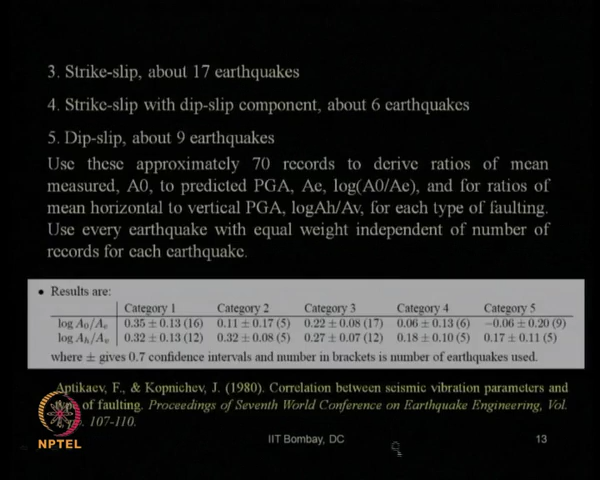 3. Strike-slip, about 17 earthquakes
4. Strike-slip with dip-slip component, about 6 earthquakes
5. Dip-slip, about 9 earthquakes
Use these approximately 70 records to derive ratios of mean
measured, A0, to predicted PGA, Ae, log(A0/Ae), and for ratios of
mean horizontal to vertical PGA, logAh/Av, for each type of faulting.
Use every earthquake with equal weight independent of number of
records for each earthquake.
• Results are:
Category 1 Category 2 Category 3 Category 4 Category 5
log A0/Ae 0.35 ± 0.13 (16) 0.11 ± 0.17 (5) 0.22 ± 0.08 (17) 0.06 ± 0.13 (6) −0.06 ± 0.20 (9)
log Ah/Av 0.32 ± 0.13 (12) 0.32 ± 0.08 (5) 0.27 ± 0.07 (12) 0.18 ± 0.10 (5) 0.17 ± 0.11 (5)
where ± gives 0.7 confidence intervals and number in brackets is number of earthquakes used.
Aptikaev, F., & Kopnichev, J. (1980). Correlation between seismic vibration parameters and
of faulting. Proceedings of Seventh World Conference on Earthquake Engineering, Vol.
107-110.
NPTEL
IIT Bombay, DC
13